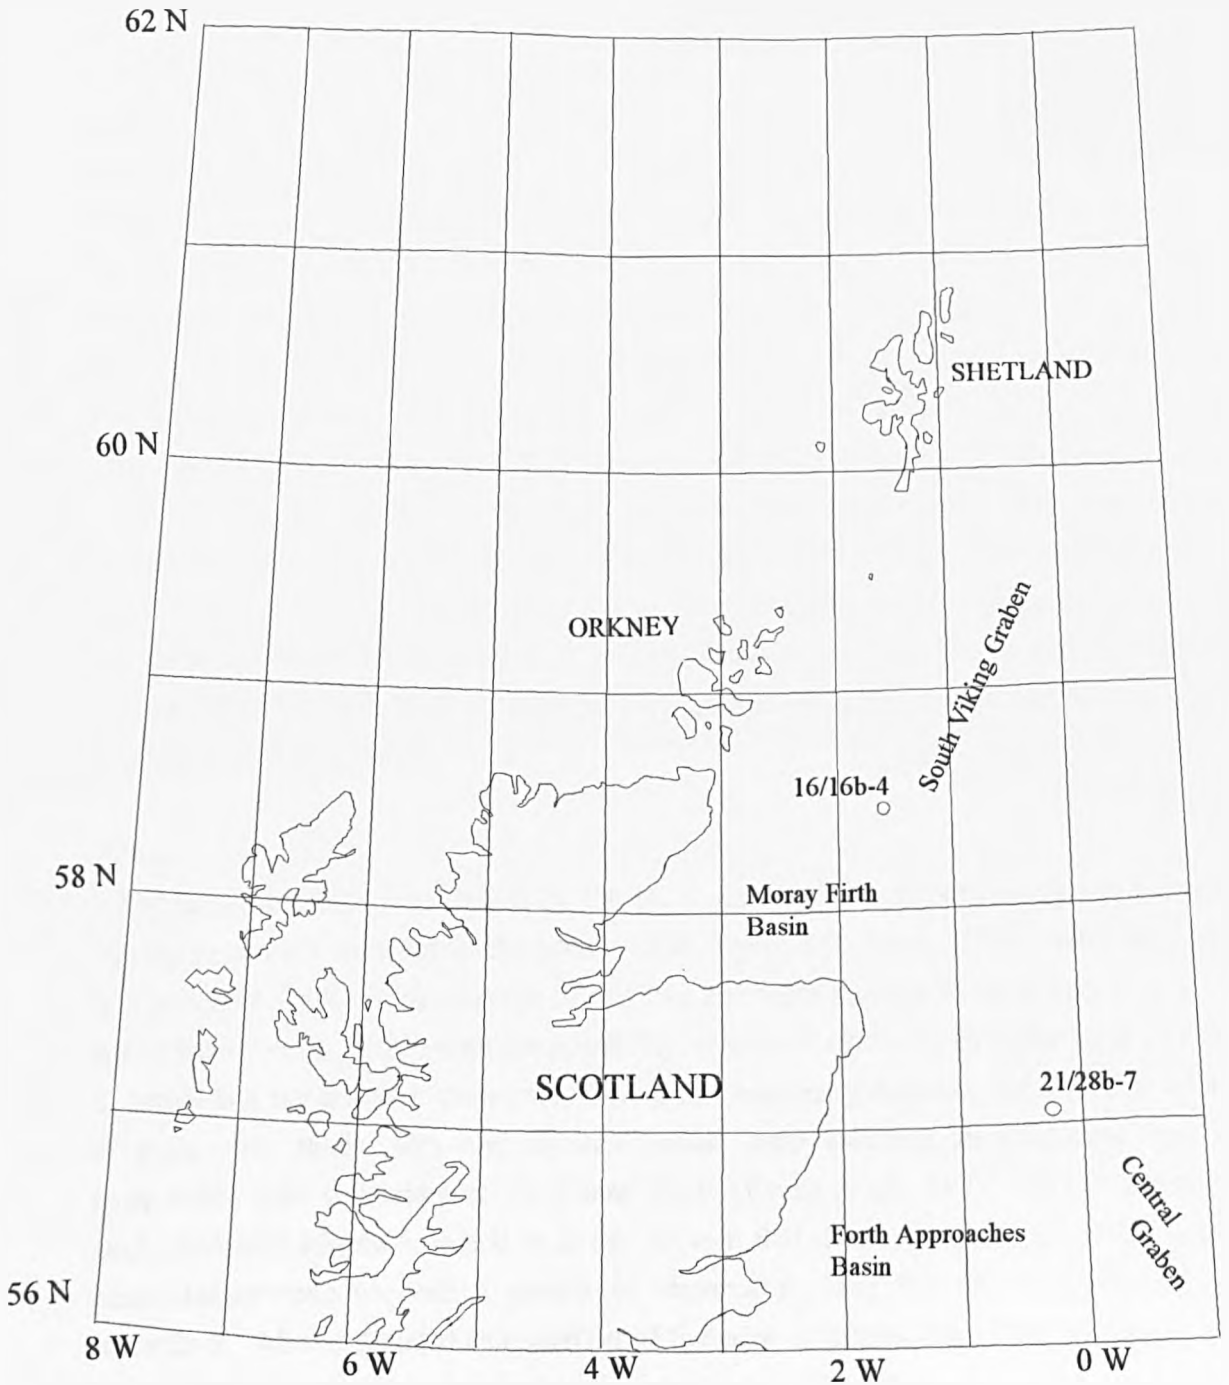 62 N
SHETLAND
60 N
ORKNEY
South Viking Graben
16/16b-4
58 N
Moray Firth
Basin
SCOTLAND
21/28b-7
Central
Graben
Forth Approaches
Basin
56 N
8 W
6 W
4 W
2 W
0 W